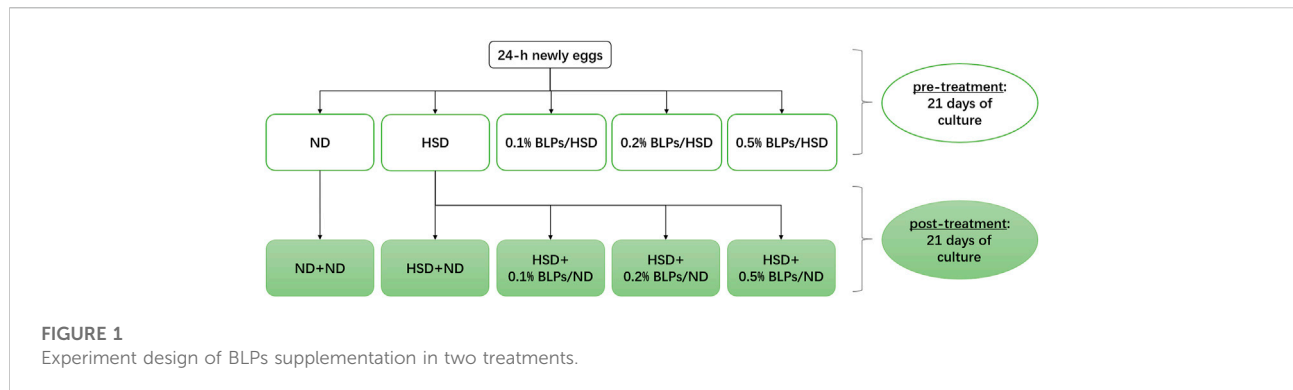 24-h newly eggs
pre-treatment:
21 days of
culture
ND
HSD
0.1% BLPs/HSD
0.2% BLPs/HSD
0.5% BLPs/HSD
post-treatment:
21 days of
culture
ND+ND
HSD+ND
HSD+
0.1% BLPs/ND
HSD+
0.2% BLPs/ND
HSD+
0.5% BLPs/ND
FIGURE 1
Experiment design of BLPs supplementation in two treatments.